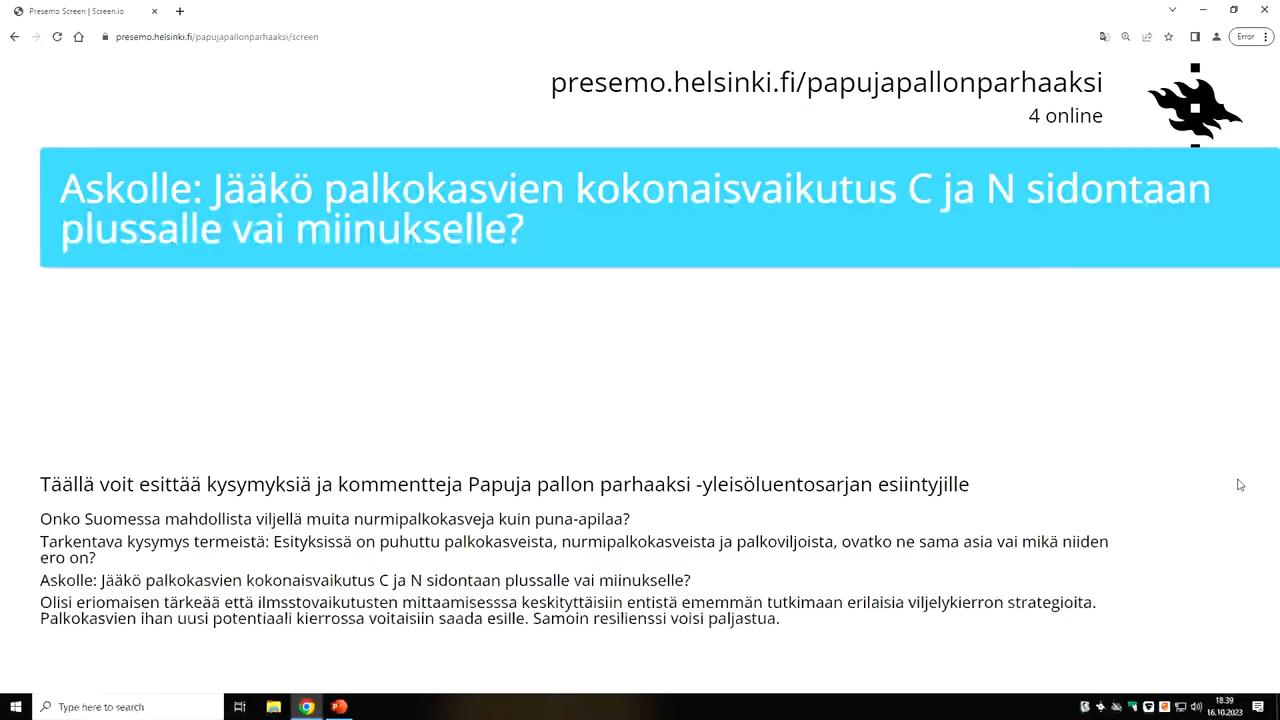 Presemo Screen | Screen.io
presemo.helsinki.fi/papujapallonparhaaksi/screen
Error
presemo.helsinki.fi/papujapallonparhaaksi
4 online
Askolle: Jääkö palkokasvien kokonaisvaikutus C ja N sidontaan
plussalle vai miinukselle?
Täällä voit esittää kysymyksiä ja kommentteja Papuja pallon parhaaksi -yleisöluentosarjan esiintyjille
Onko Suomessa mahdollista viljellä muita nurmipalkokasveja kuin puna-apilaa?
Tarkentava kysymys termeistä: Esityksissä on puhuttu palkokasveista, nurmipalkokasveista ja palkoviljoista, ovatko ne sama asia vai mikä niiden
ero on?
Askolle: Jääkö palkokasvien kokonaisvaikutus C ja N sidontaan plussalle vai miinukselle?
Olisi eriomaisen tärkeää että ilmsstovaikutusten mittaamisesssa keskityttäisiin entistä ememmän tutkimaan erilaisia viljelykierron strategioita.
Palkokasvien ihan uusi potentiaali kierrossa voitaisiin saada esille. Samoin resilienssi voisi paljastua.
Type here to search
18.39
16.10.2023